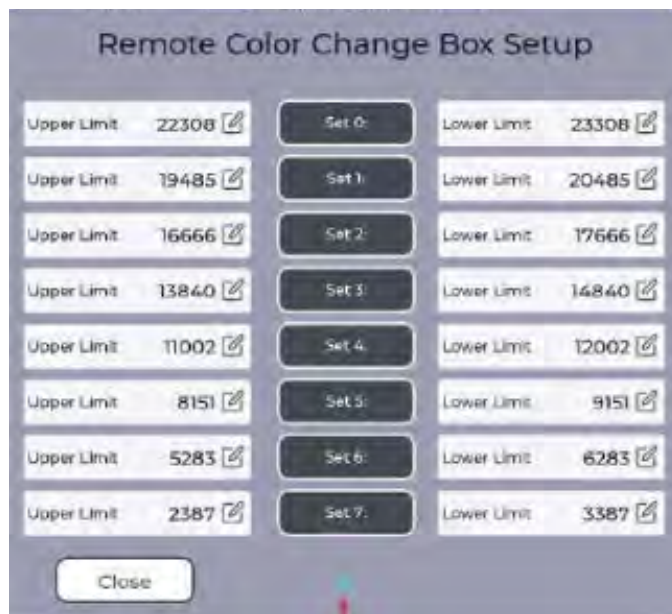 Remote Color Change Box Setup
Upper Limit 22308 Set 0: Lower Limit 23308
Upper Limit 19485 Set 1: Lower Limit 20485
Upper Limit 16666 Set 2: Lower Limit 17666
Upper Limit 13840 Set 3: Lower Limit 14840
Upper Limit 11002 Set 4: Lower Limit 12002
Upper Limit 8151 Set 5: Lower Limit 9151
Upper Limit 5283 Set 6: Lower Limit 6283
Upper Limit 2387 Set 7: Lower Limit 3387
Close